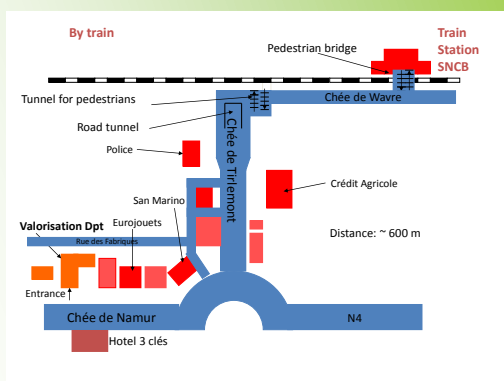 By train
Train
Station
SNCB
Pedestrian bridge
Tunnel for pedestrians
Chée de Wavre
Road tunnel
Chée de Tirlemont
Police
Crédit Agricole
San Marino
Valorisation Dpt
Eurojouets
Distance: ~ 600 m
Rue des Fabriques
Entrance
Chée de Namur
N4
Hotel 3 clés